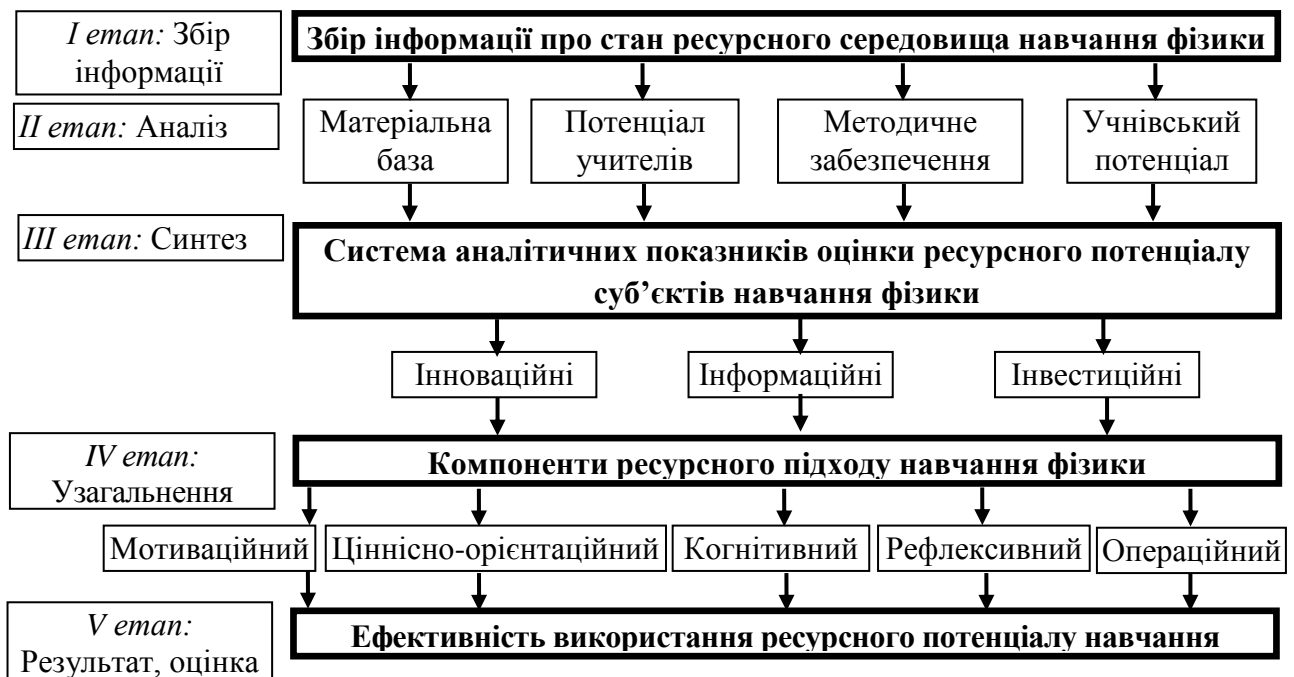 I етап: Збір
інформації
Збір інформації про стан ресурсного середовища навчання фізики
II етап: Аналіз
Матеріальна
база
Потенціал
учителів
Методичне
забезпечення
Учнівський
потенціал
III етап: Синтез
Система аналітичних показників оцінки ресурсного потенціалу
суб’єктів навчання фізики
Інноваційні
Інформаційні
Інвестиційні
IV етап:
Узагальнення
Компоненти ресурсного підходу навчання фізики
Мотиваційний
Ціннісно-орієнтаційний
Когнітивний
Рефлексивний
Операційний
V етап:
Результат, оцінка
Ефективність використання ресурсного потенціалу навчання